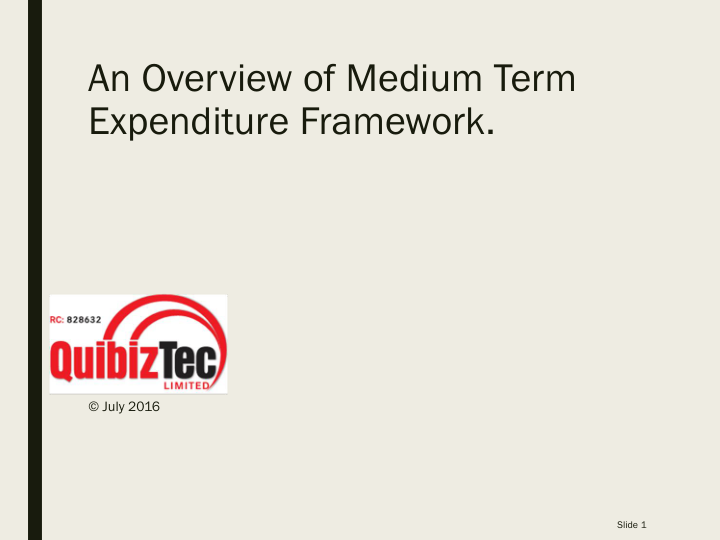 An Overview of Medium Term
Expenditure Framework.
RC: 828632
QuibizTec
LIMITED
© July 2016
Slide 1